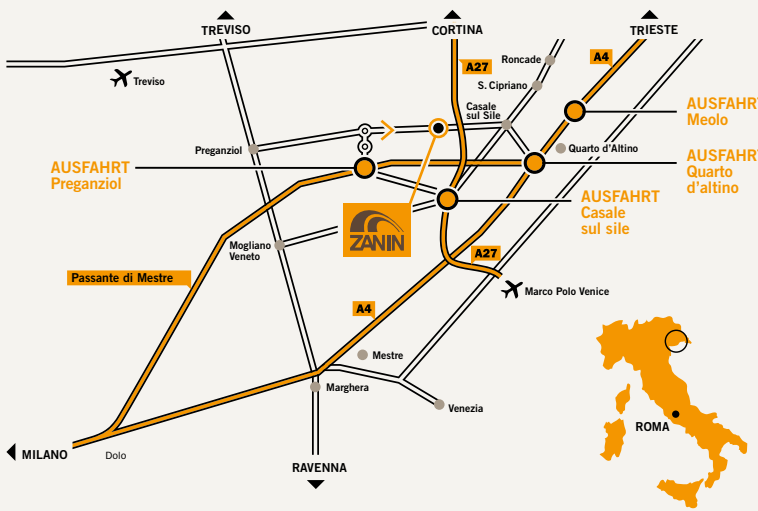 TREVISO
CORTINA
TRIESTE
A27
Roncade
A4
S. Cipriano
Treviso
Casale
sul Sile
AUSFAHRT
Meolo
Preganziol
Quarto d'Altino
AUSFAHRT
Preganziol
AUSFAHRT
Quarto
d'altino
AUSFAHRT
Casale
sul sile
ZANIN
Mogliano
Veneto
A27
Passante di Mestre
Marco Polo Venice
A4
Mestre
Marghera
Venezia
ROMA
MILANO
Dolo
RAVENNA